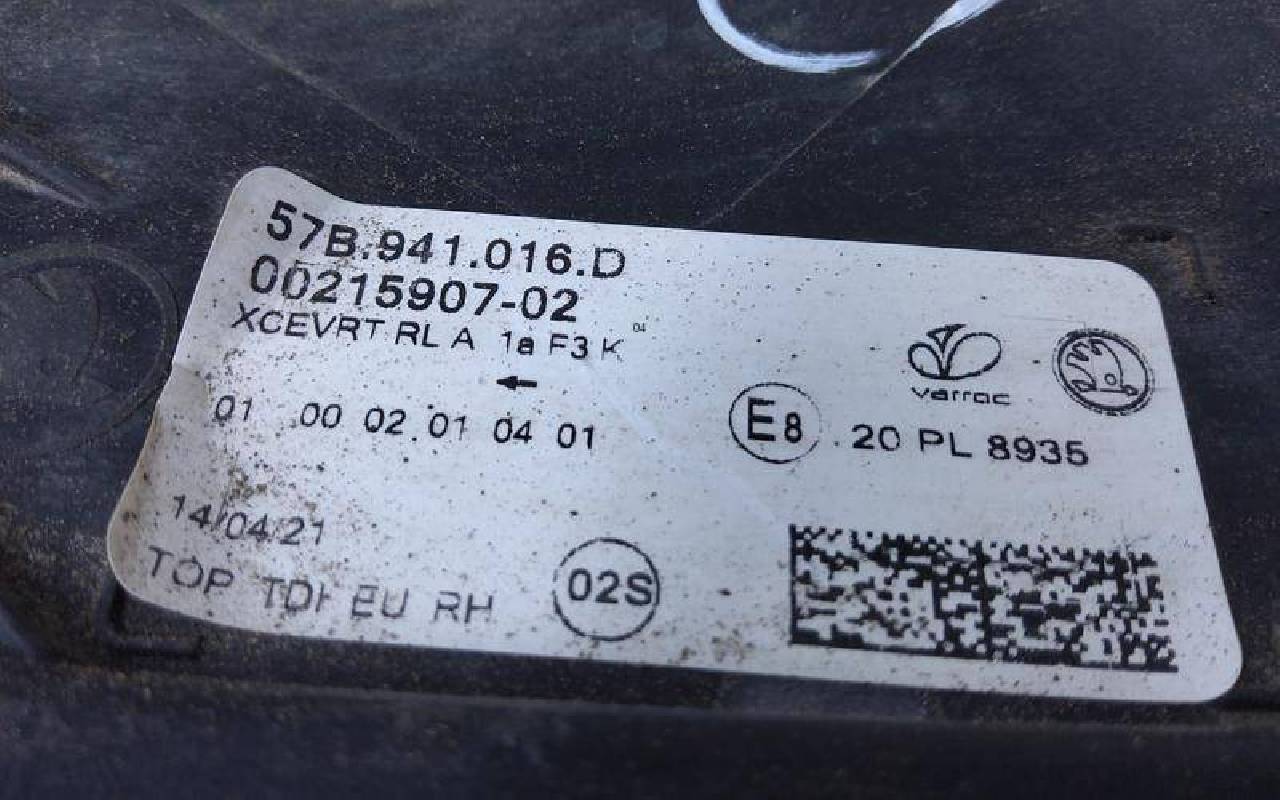 57B.941.016.D
00215907-02
XCEVRT RL A 1a F3 K 04
varroc
01 00 02 01 04 01
E8 20 PL 8935
14/04/21
TOP TDI EU RH
02S